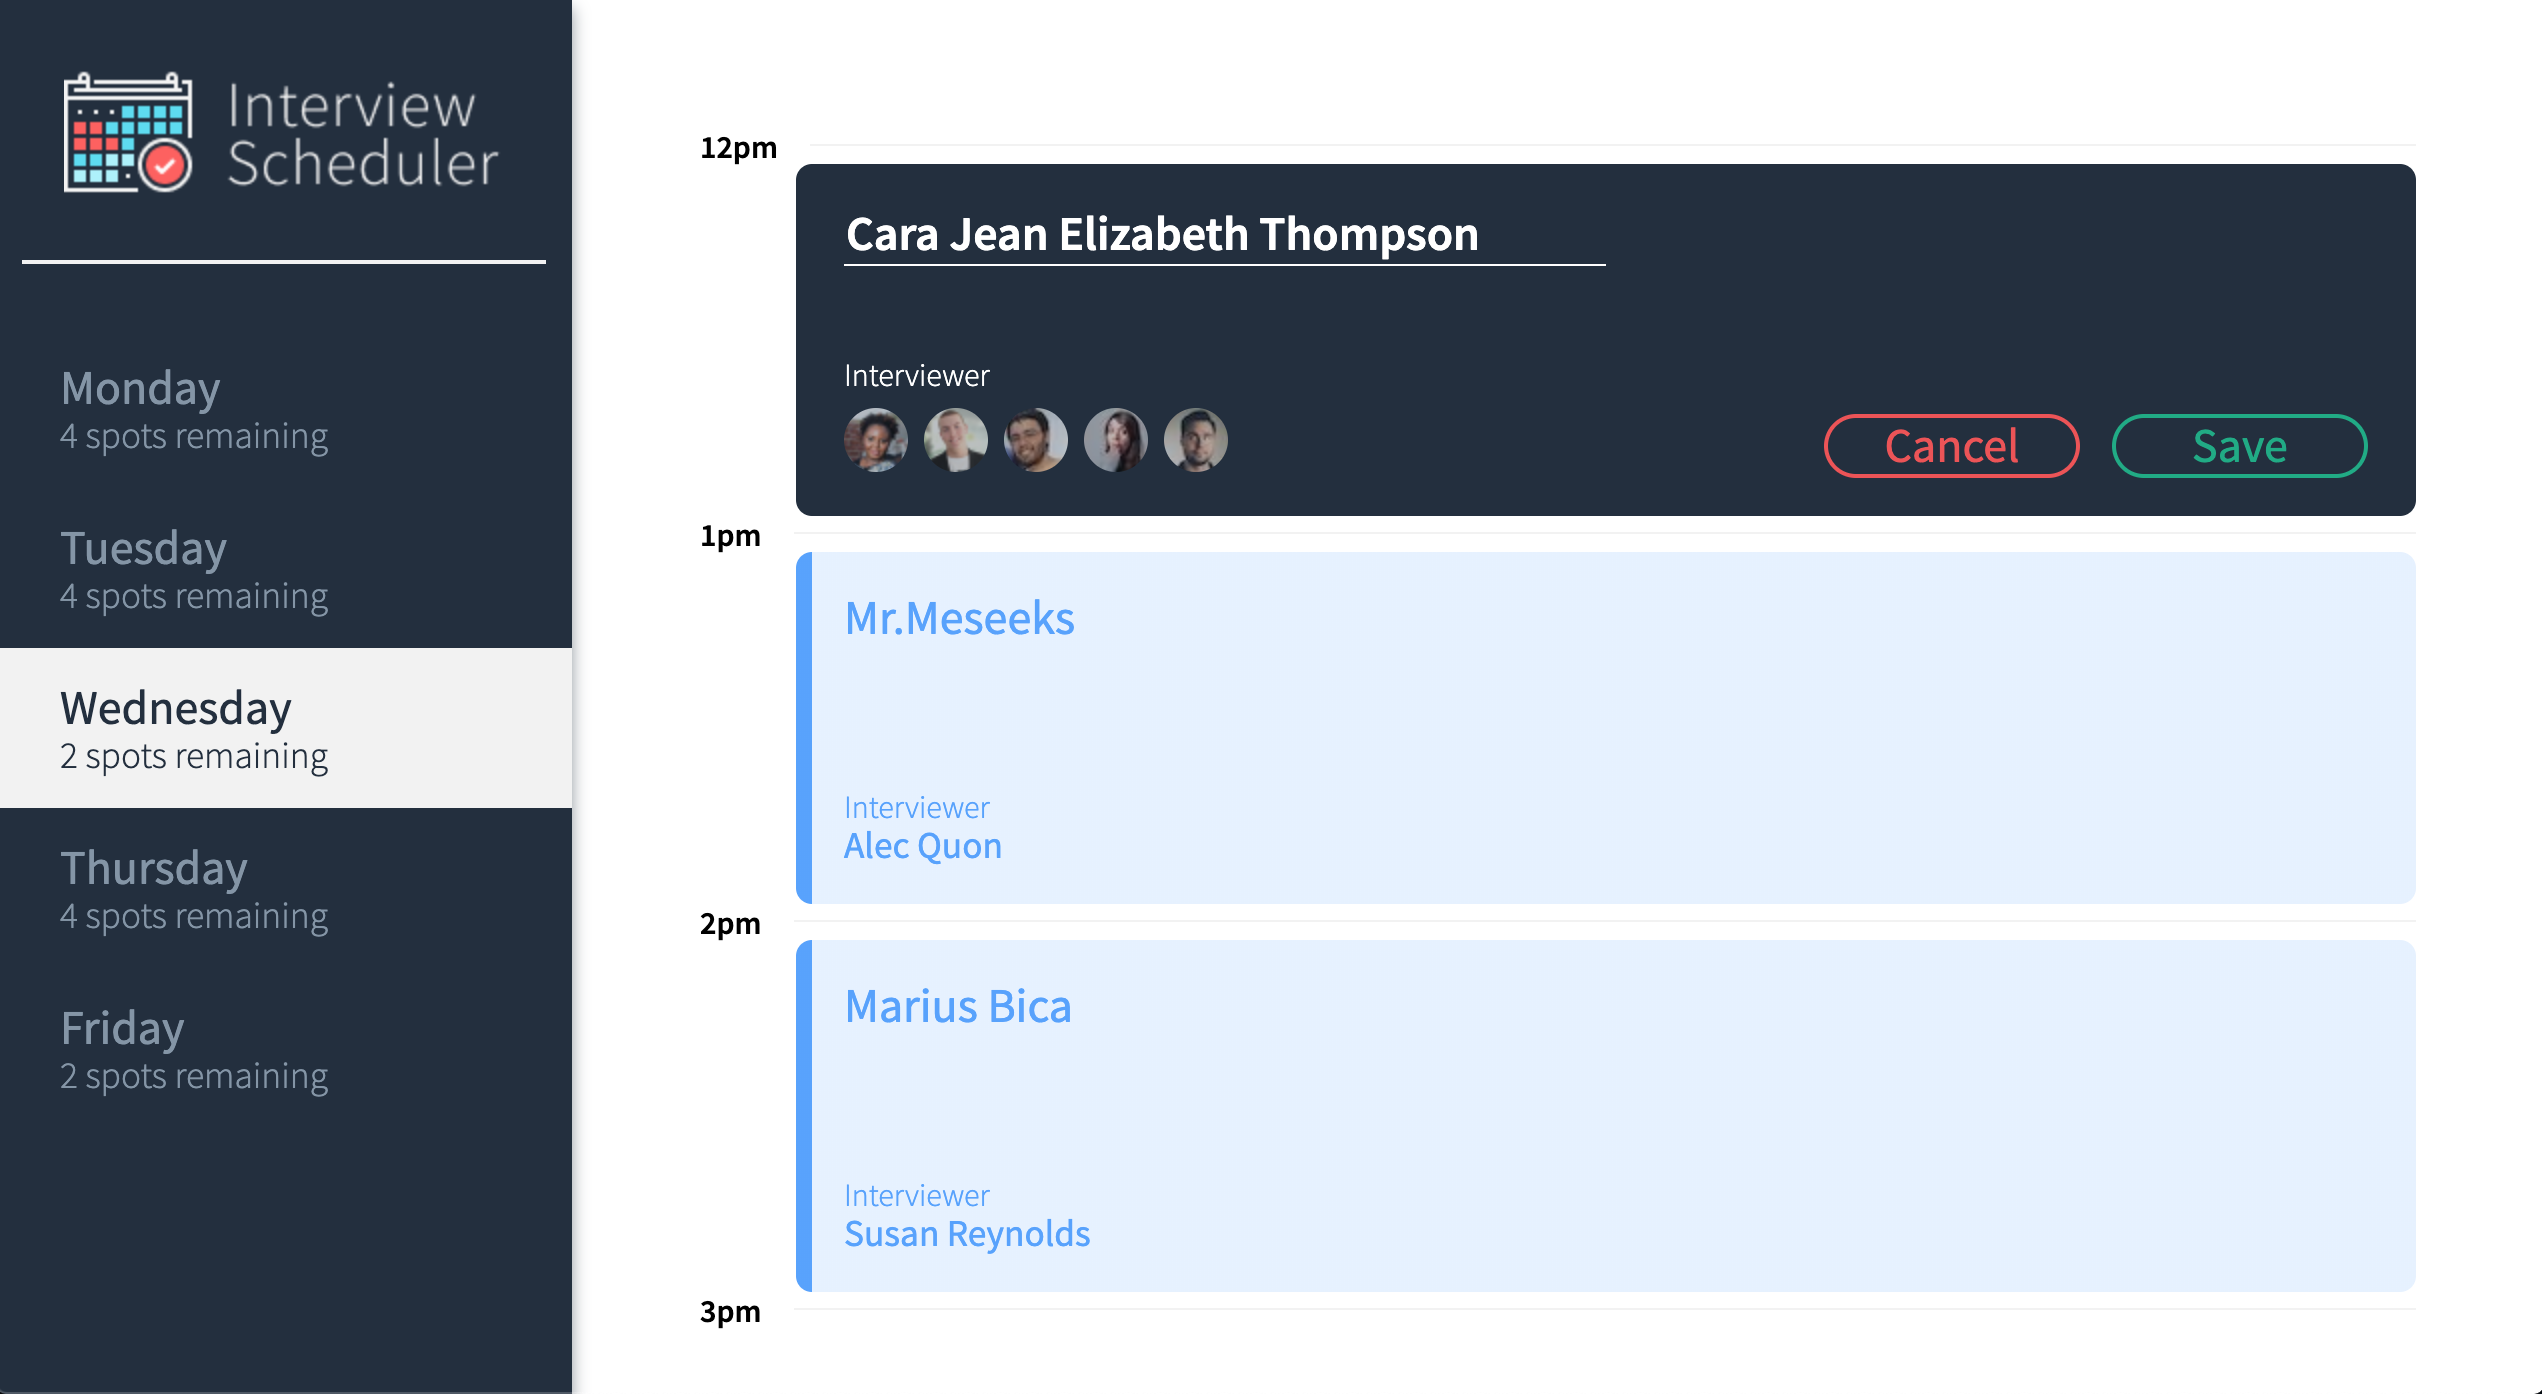 Interview
Scheduler
Monday
4 spots remaining
Tuesday
4 spots remaining
Wednesday
2 spots remaining
Thursday
4 spots remaining
Friday
2 spots remaining
12pm
Cara Jean Elizabeth Thompson
Interviewer
Cancel
Save
1pm
Mr.Meseeks
Interviewer
Alec Quon
2pm
Marius Bica
Interviewer
Susan Reynolds
3pm